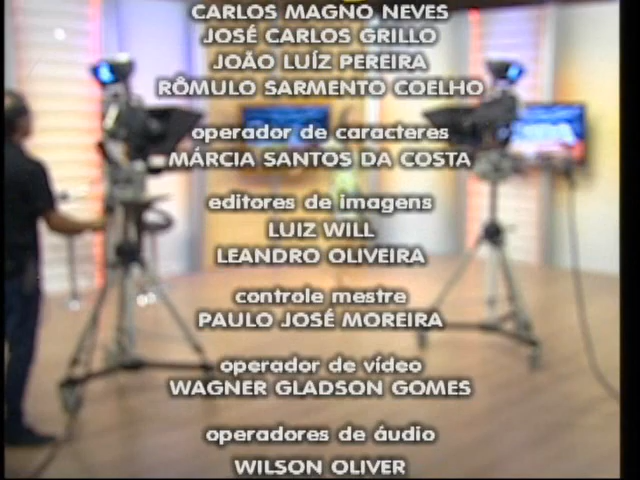 CARLOS MAGNO NEVES
JOSÉ CARLOS GRILLO
JOÃO LUÍZ PEREIRA
RÔMULO SARMENTO COELHO
operador de caracteres
MÁRCIA SANTOS DA COSTA
editores de imagens
LUIZ WILL
LEANDRO OLIVEIRA
controle mestre
PAULO JOSÉ MOREIRA
operador de vídeo
WAGNER GLADSON GOMES
operadores de áudio
WILSON OLIVER